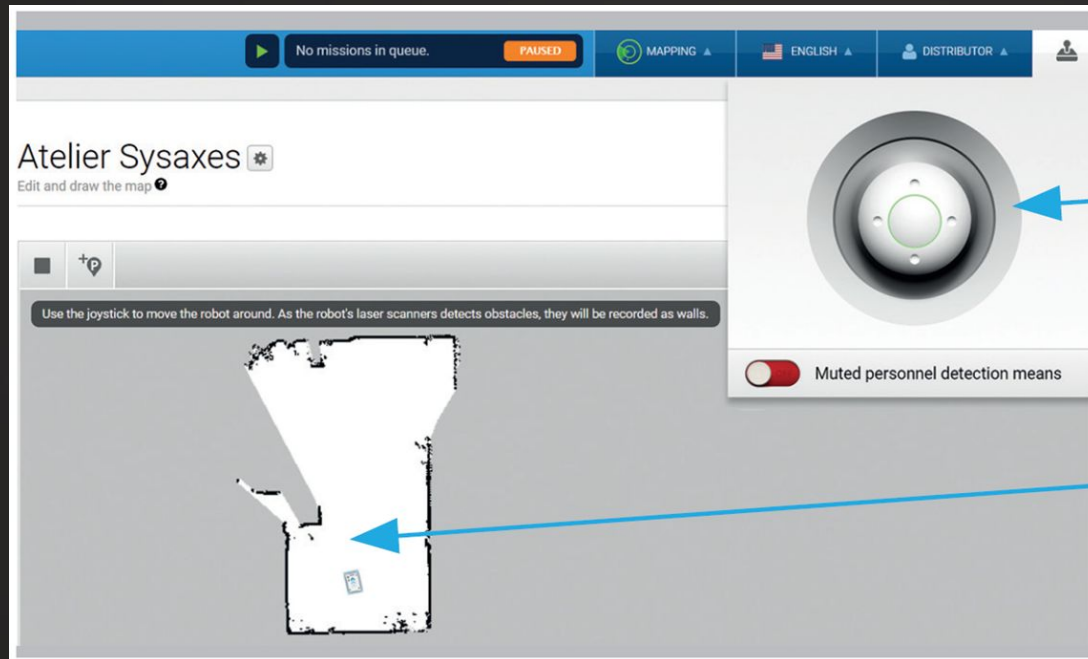 No missions in queue.
PAUSED
MAPPING
ENGLISH
DISTRIBUTOR
Atelier Sysaxes
Edit and draw the map
?
+P
Use the joystick to move the robot around. As the robot's laser scanners detects obstacles, they will be recorded as walls.
Muted personnel detection means